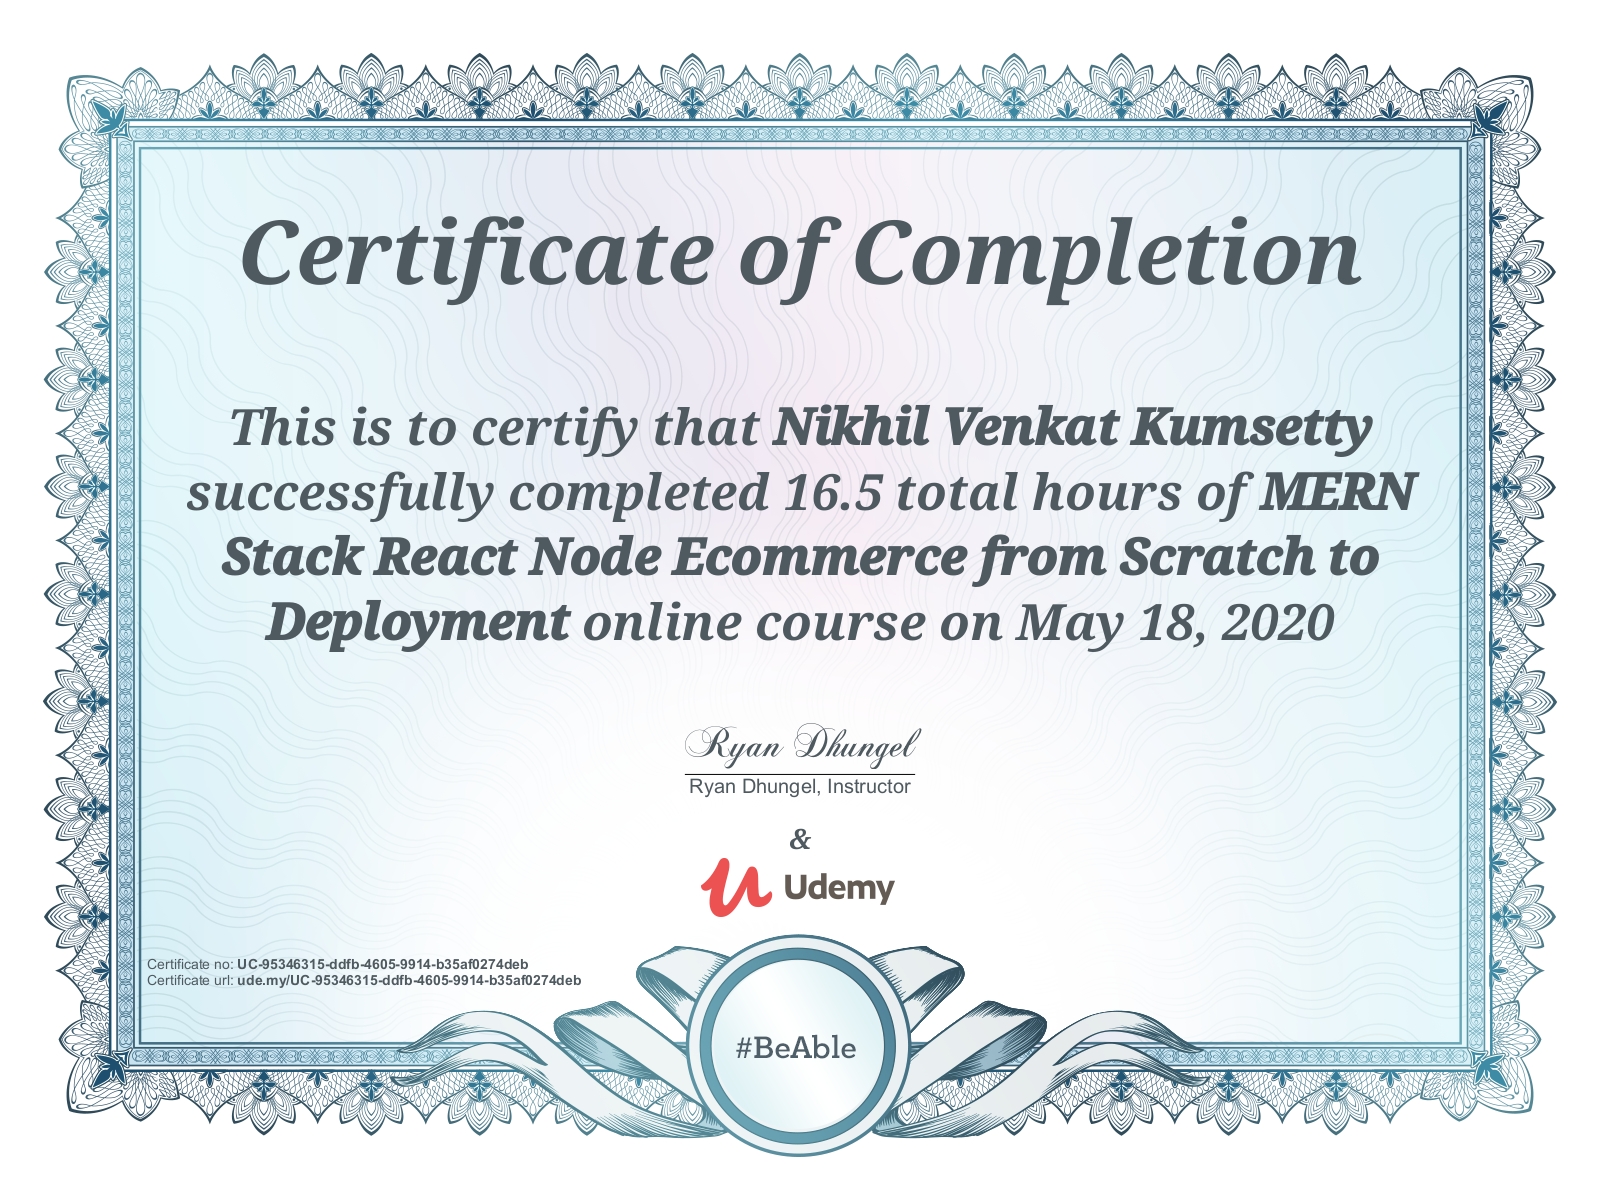 Certificate of Completion
This is to certify that Nikhil Venkat Kumsetty
successfully completed 16.5 total hours of MERN
Stack React Node Ecommerce from Scratch to
Deployment online course on May 18, 2020
Ryan Dhungel
Ryan Dhungel, Instructor
&
Udemy
Certificate no: UC-95346315-ddfb-4605-9914-b35af0274deb
Certificate url: ude.my/UC-95346315-ddfb-4605-9914-b35af0274deb
#BeAble